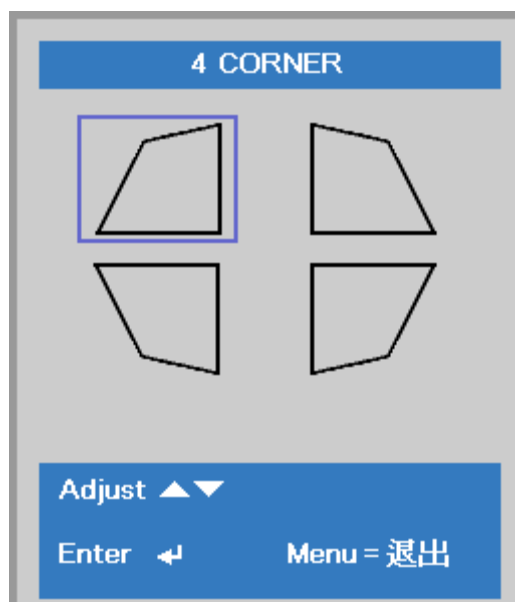 4 CORNER
Adjust ▲▼
Enter ↵
Menu = 退出